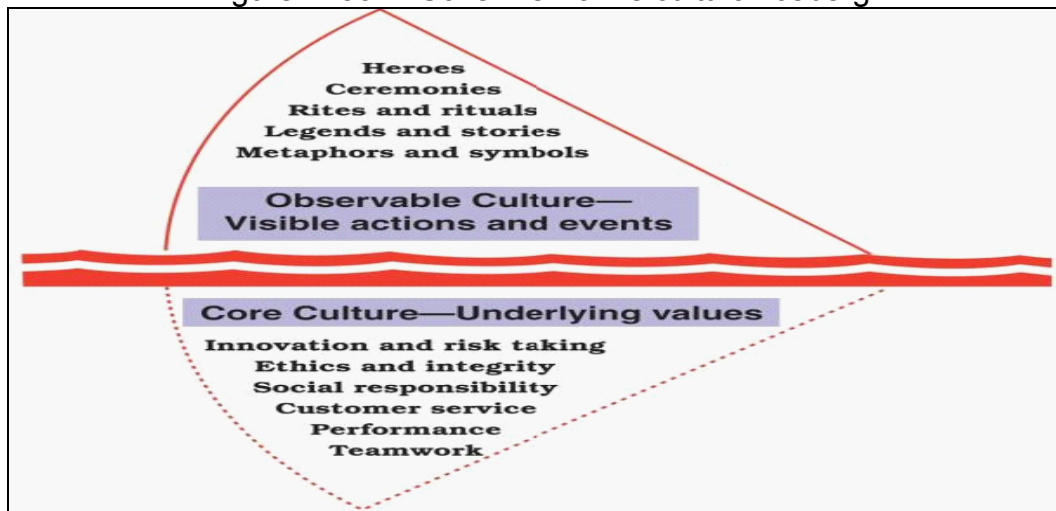 Heroes
Ceremonies
Rites and rituals
Legends and stories
Metaphors and symbols
Observable Culture—
Visible actions and events
Core Culture—Underlying values
Innovation and risk taking
Ethics and integrity
Social responsibility
Customer service
Performance
Teamwork